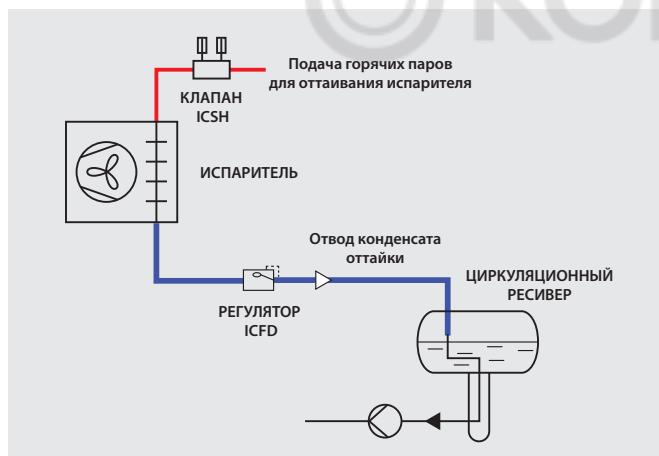 Подача горячих паров
для оттаивания испарителя
КЛАПАН
ICSH
ИСПАРИТЕЛЬ
Отвод конденсата
оттайки
ЦИРКУЛЯЦИОННЫЙ
РЕСИВЕР
РЕГУЛЯТОР
ICFD